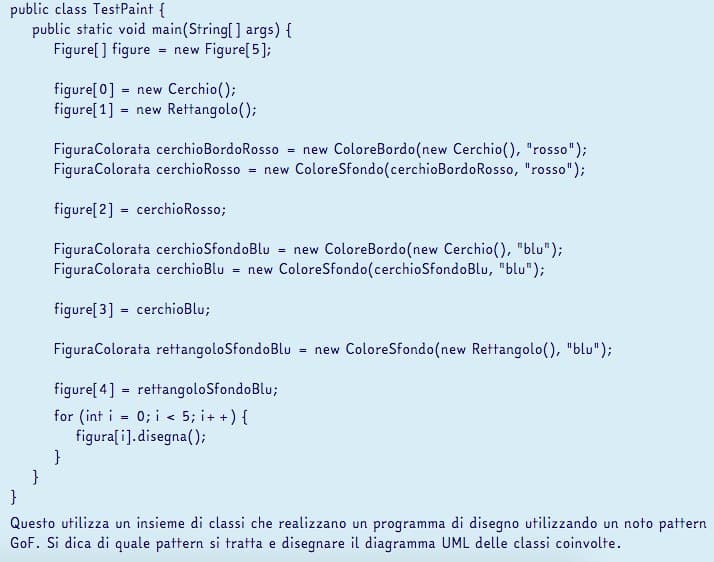 public class TestPaint {
public static void main(String[] args) {
Figure[] figure = new Figure[5];
figure[0] = new Cerchio();
figure[1] = new Rettangolo();
FiguraColorata cerchioBordoRosso = new ColoreBordo(new Cerchio(), "rosso");
FiguraColorata cerchioRosso = new ColoreSfondo(cerchioBordoRosso, "rosso");
figure[2] = cerchioRosso;
FiguraColorata cerchioSfondoBlu = new ColoreBordo(new Cerchio(), "blu");
FiguraColorata cerchioBlu = new ColoreSfondo(cerchioSfondoBlu, "blu");
figure[3] = cerchioBlu;
FiguraColorata rettangoloSfondoBlu = new ColoreSfondo(new Rettangolo(), "blu");
figure[4] = rettangoloSfondoBlu;
for (int i = 0; i < 5; i++) {
figura[i].disegna();
}
}
}
Questo utilizza un insieme di classi che realizzano un programma di disegno utilizzando un noto pattern
GoF. Si dica di quale pattern si tratta e disegnare il diagramma UML delle classi coinvolte.